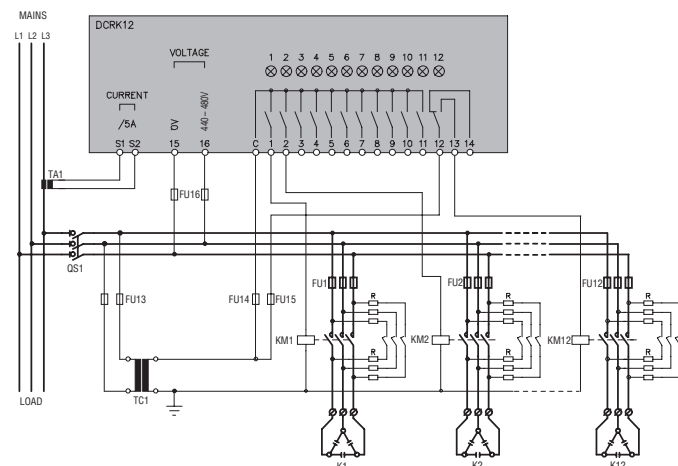 MAINS
L1 L2 L3
DCRK12
VOLTAGE
1 2 3 4 5 6 7 8 9 10 11 12
CURRENT
/5A
0V
440-480V
S1 S2 15 16 C 1 2 3 4 5 6 7 8 9 10 11 12 13 14
TA1
FU16
QS1
FU1 FU2 FU12
FU13 FU14 FU15
R R R
KM1 KM2 KM12
R R R
TC1
LOAD
K1 K2 K12